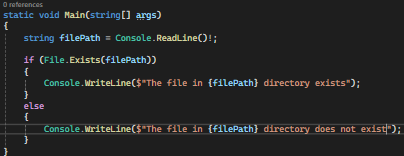 0 references
static void Main(string[] args)
{
string filePath = Console.ReadLine()!;
if (File.Exists(filePath))
{
Console.WriteLine($"The file in {filePath} directory exists");
}
else
{
Console.WriteLine($"The file in {filePath} directory does not exist");
}
}